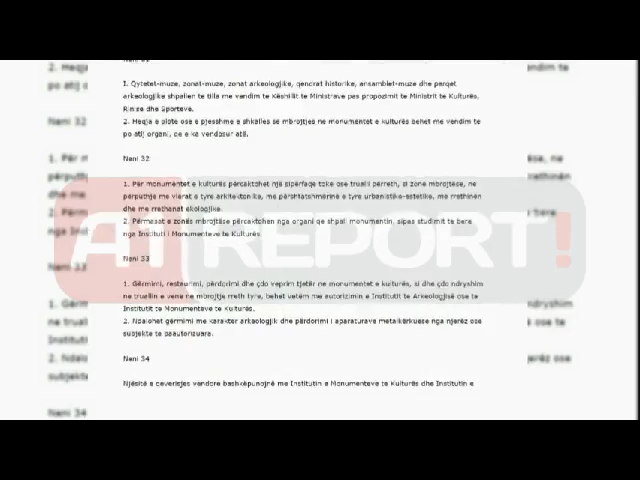 1. Qytetet-muze, zonat-muze, zonat arkeologjike, qendrat historike, ansamblet-muze dhe parqet
arkeologjike shpallen të tilla me vendim të Këshillit të Ministrave pas propozimit të Ministrit të Kulturës,
Rinisë dhe Sporteve.
2. Heqja e plotë ose e pjesshme e shkallës së mbrojtjes në monumentet e kulturës bëhet me vendim të
po atij organi, që e ka vendosur atë.
Neni 32
1. Për monumentet e kulturës përcaktohet një sipërfaqe toke ose trualli përreth, si zonë mbrojtëse, në
përputhje me vlerat e tyre arkitektonike, me përshtatshmërinë e tyre urbanistike-estetike, me rrethinën
dhe me rrethanat ekologjike.
2. Përmasat e zonës mbrojtëse përcaktohen nga organi që shpall monumentin, sipas studimit të bërë
nga Instituti i Monumenteve të Kulturës.
Neni 33
1. Gërmimi, restaurimi, përdorimi dhe çdo veprim tjetër në monumentet e kulturës, si dhe çdo ndryshim
në truallin e vënë në mbrojtje rreth tyre, bëhet vetëm me autorizimin e Institutit të Arkeologjisë ose të
Institutit të Monumenteve të Kulturës.
2. Ndalohet gërmimi me karakter arkeologjik dhe përdorimi i aparaturave metalkërkuese nga njerëz ose
subjekte të paautorizuara.
Neni 34
Njësitë e qeverisjes vendore bashkëpunojnë me Institutin e Monumenteve të Kulturës dhe Institutin e
A1 REPORT!